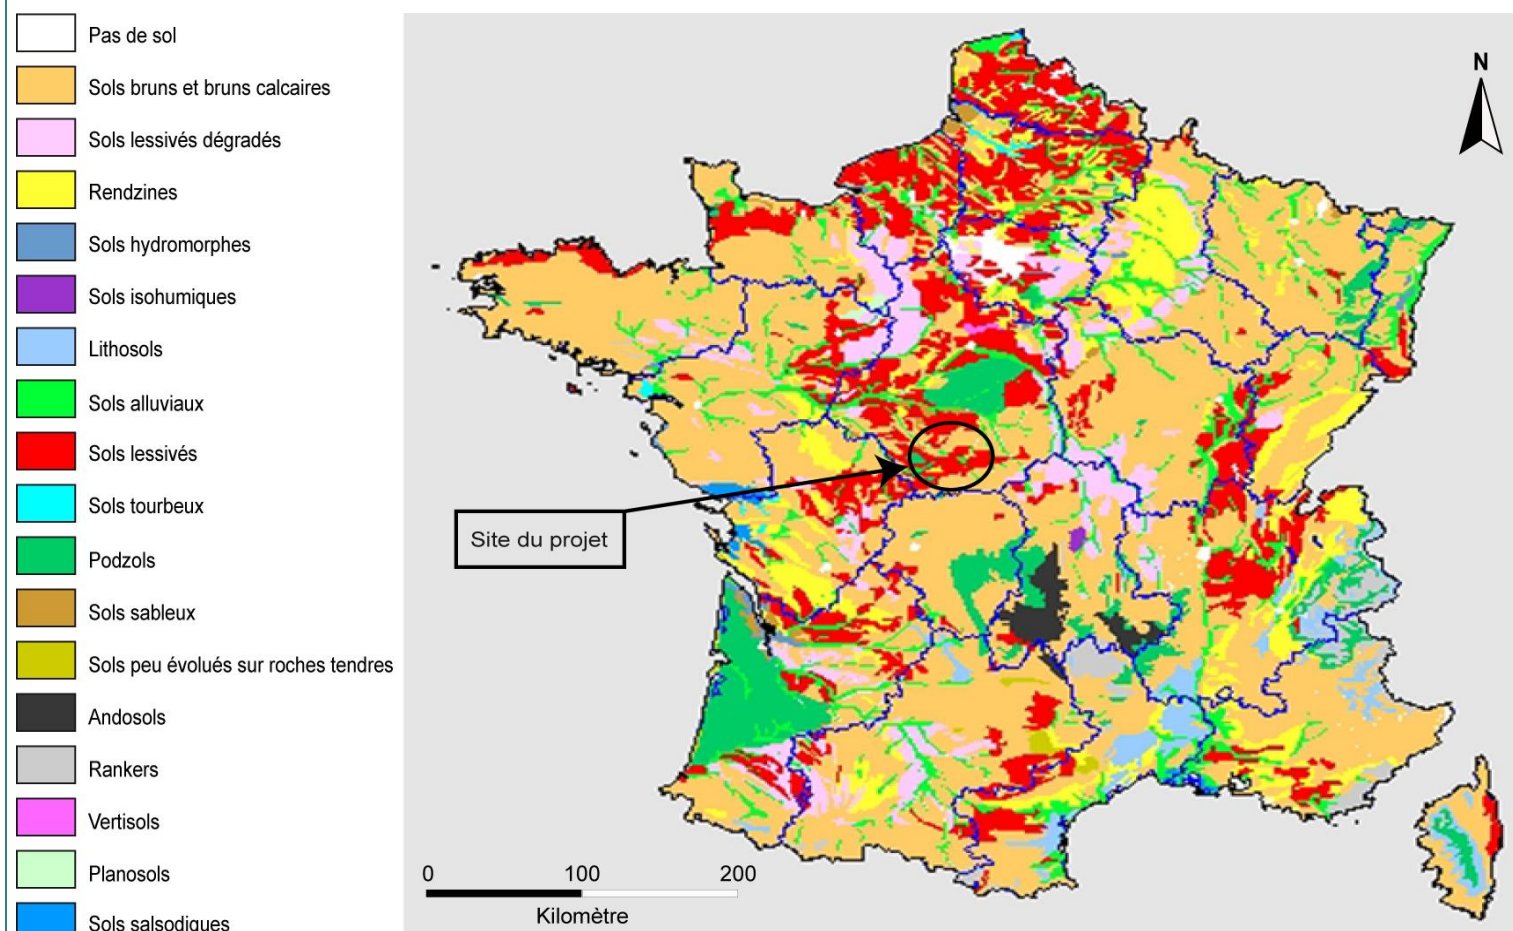 Pas de sol
Sols bruns et bruns calcaires
Sols lessivés dégradés
Rendzines
Sols hydromorphes
Sols isohumiques
Lithosols
Sols alluviaux
Sols lessivés
Sols tourbeux
Podzols
Sols sableux
Sols peu évolués sur roches tendres
Andosols
Rankers
Vertisols
Planosols
Sols salsodiques
N
Site du projet
0 100 200
Kilomètre